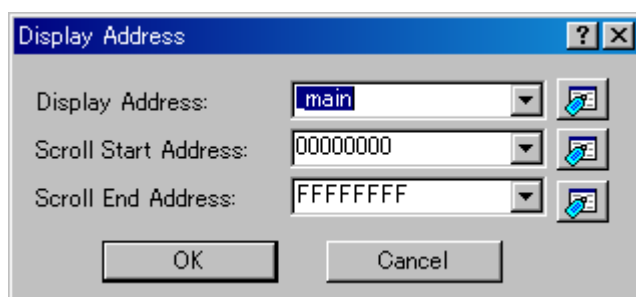 Display Address
Display Address: _main
Scroll Start Address: 00000000
Scroll End Address: FFFFFFFF
OK Cancel